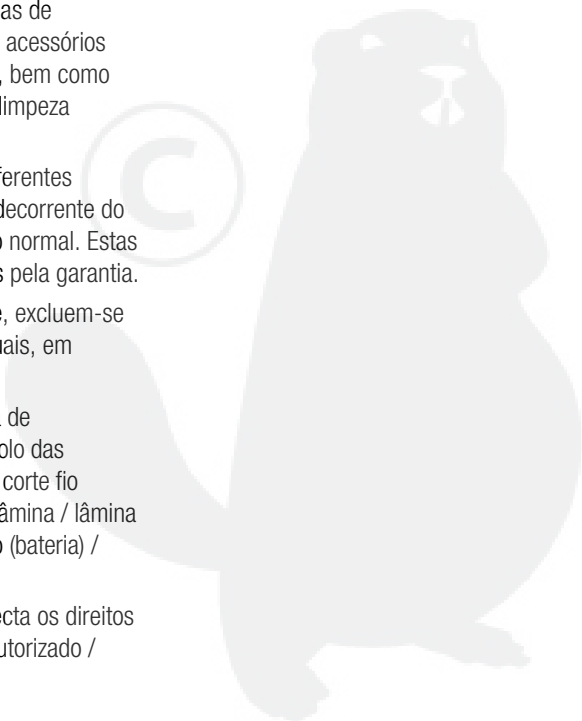 as de
acessórios
, bem como
limpeza
ferentes
decorrente do
o normal. Estas
s pela garantia.
e, excluem-se
uais, em
a de
olo das
corte fio
âmina / lâmina
o (bateria) /
ecta os direitos
utorizado /
©